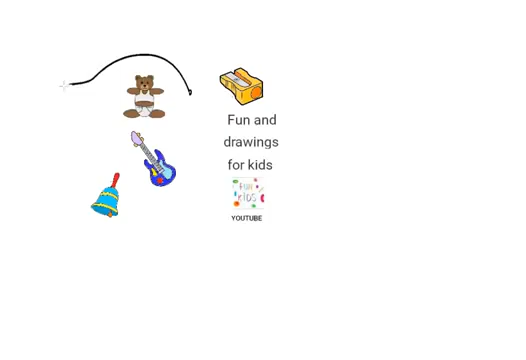 Fun and
drawings
for kids
FUN
KIDS
YOUTUBE